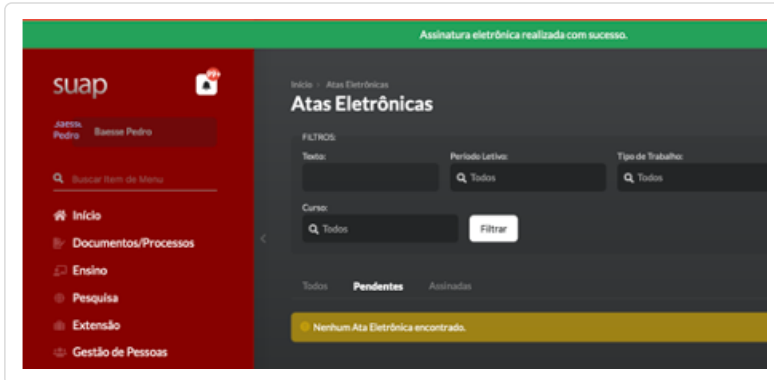 Assinatura eletrônica realizada com sucesso.
suap
99+
Início > Atas Eletrônicas
Atas Eletrônicas
Pedro Baesse Pedro
FILTROS:
Texto: Período Letivo: Tipo de Trabalho:
Buscar Item de Menu
Todos Todos
Início
Curso:
Todos Filtrar
Documentos/Processos
Ensino
Todos Pendentes Assinadas
Pesquisa
Extensão
Nenhum Ata Eletrônica encontrado.
Gestão de Pessoas